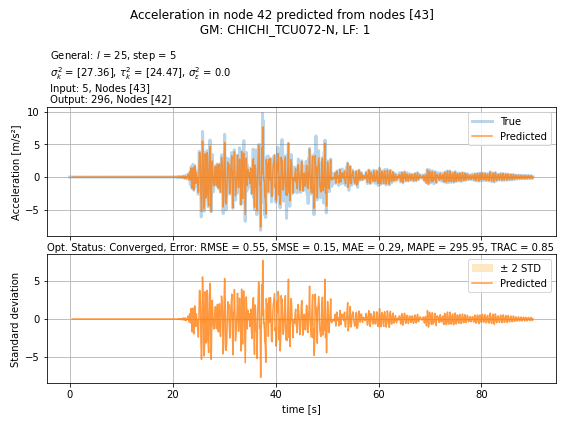 Acceleration in node 42 predicted from nodes [43]
GM: CHICHI_TCU072-N, LF: 1
General: l = 25, step = 5
σ²ₖ = [27.36], τ²ₖ = [24.47], σ²ε = 0.0
Input: 5, Nodes [43]
Output: 296, Nodes [42]
10
5
0
−5
Acceleration [m/s²]
True
Predicted
Opt. Status: Converged, Error: RMSE = 0.55, SMSE = 0.15, MAE = 0.29, MAPE = 295.95, TRAC = 0.85
5
0
−5
Standard deviation
± 2 STD
Predicted
0 20 40 60 80
time [s]